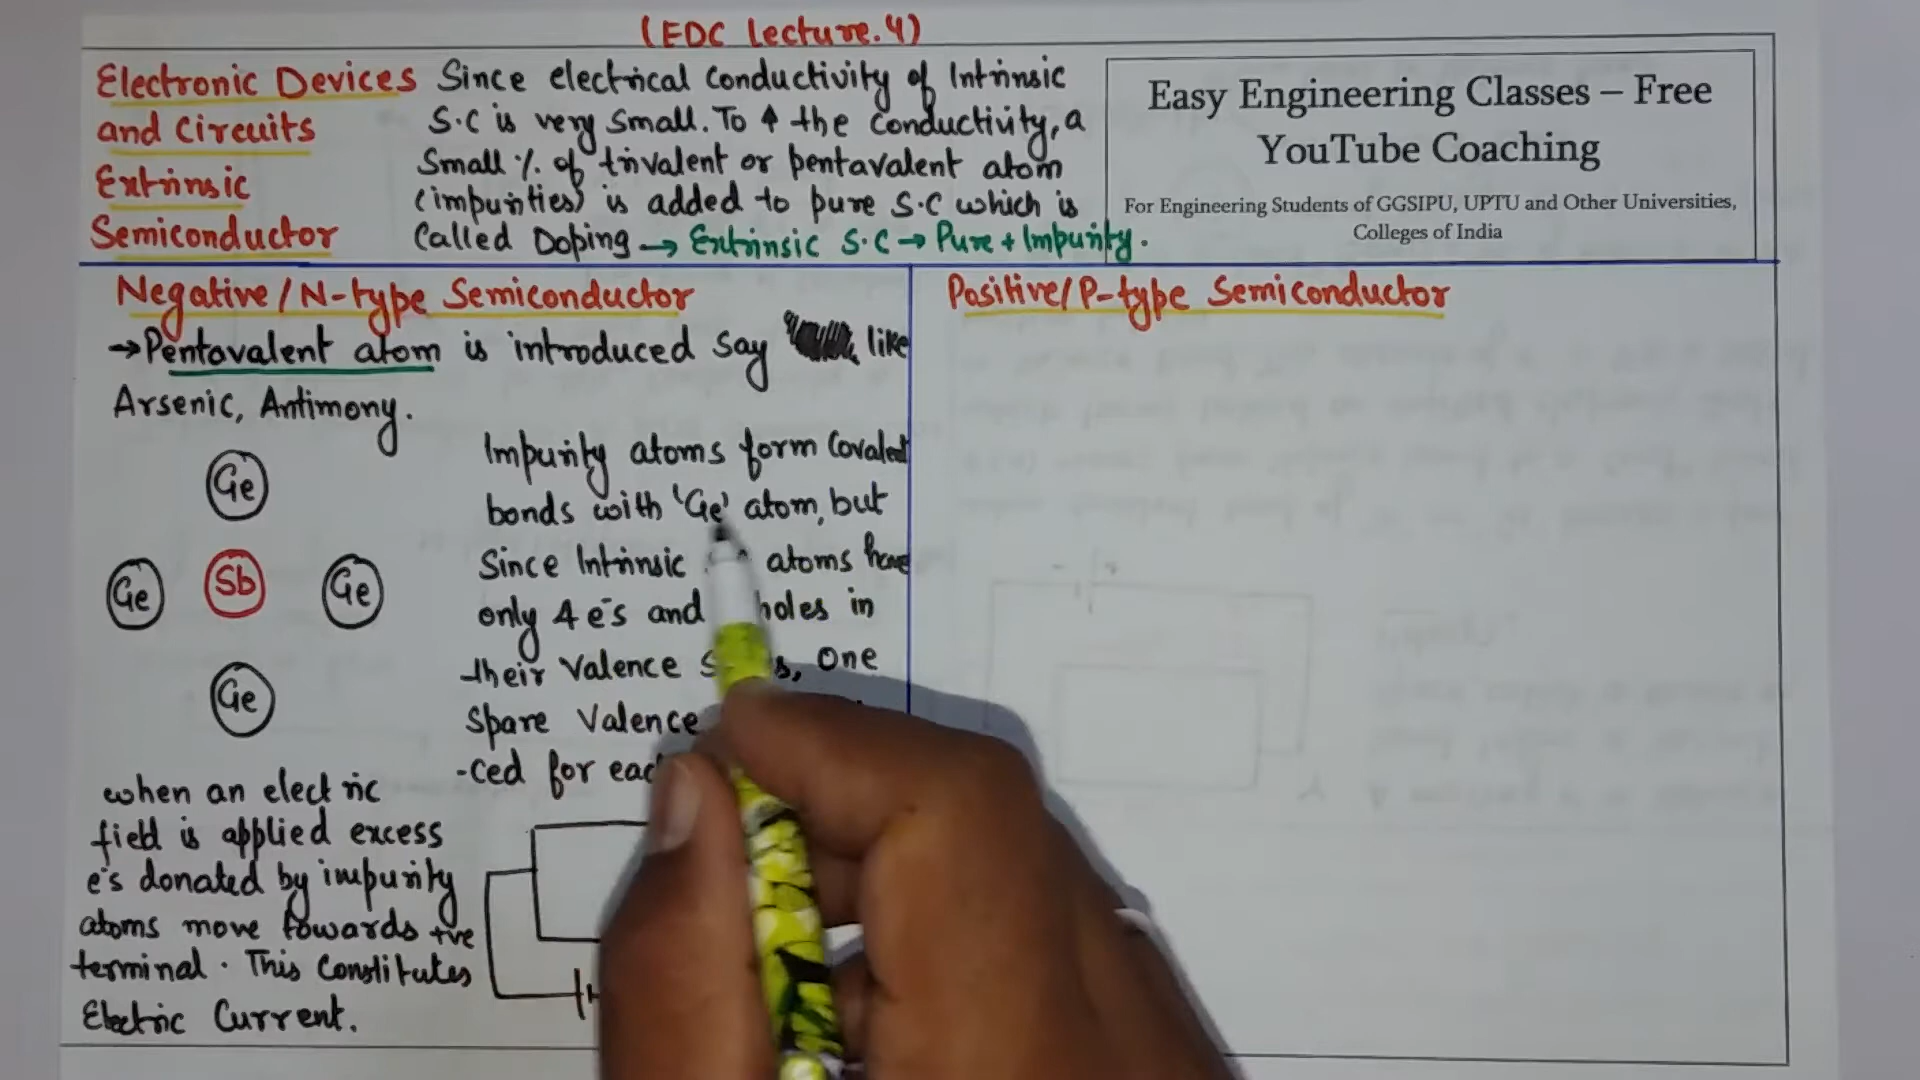 (EDC Lecture.4)
Electronic Devices
and Circuits
Extrinsic
Semiconductor
Since electrical conductivity of Intrinsic
S.C is very small. To ↑ the conductivity, a
Small % of trivalent or pentavalent atom
(impurities) is added to pure S.C which is
Called Doping → Extrinsic S.C → Pure + Impurity.
Easy Engineering Classes – Free
YouTube Coaching
For Engineering Students of GGSIPU, UPTU and Other Universities,
Colleges of India
Negative/N-type Semiconductor
→Pentavalent atom is introduced say like
Arsenic, Antimony.
Ge
Ge Sb Ge
Ge
Impurity atoms form Covalent
bonds with 'Ge' atom, but
Since Intrinsic atoms have
only 4 e⁻s and holes in
their Valence One
Spare Valence
-ced for
when an electric
field is applied excess
e⁻s donated by impurity
atoms move towards +ve
terminal. This Constitutes
Electric Current.
Positive/P-type Semiconductor